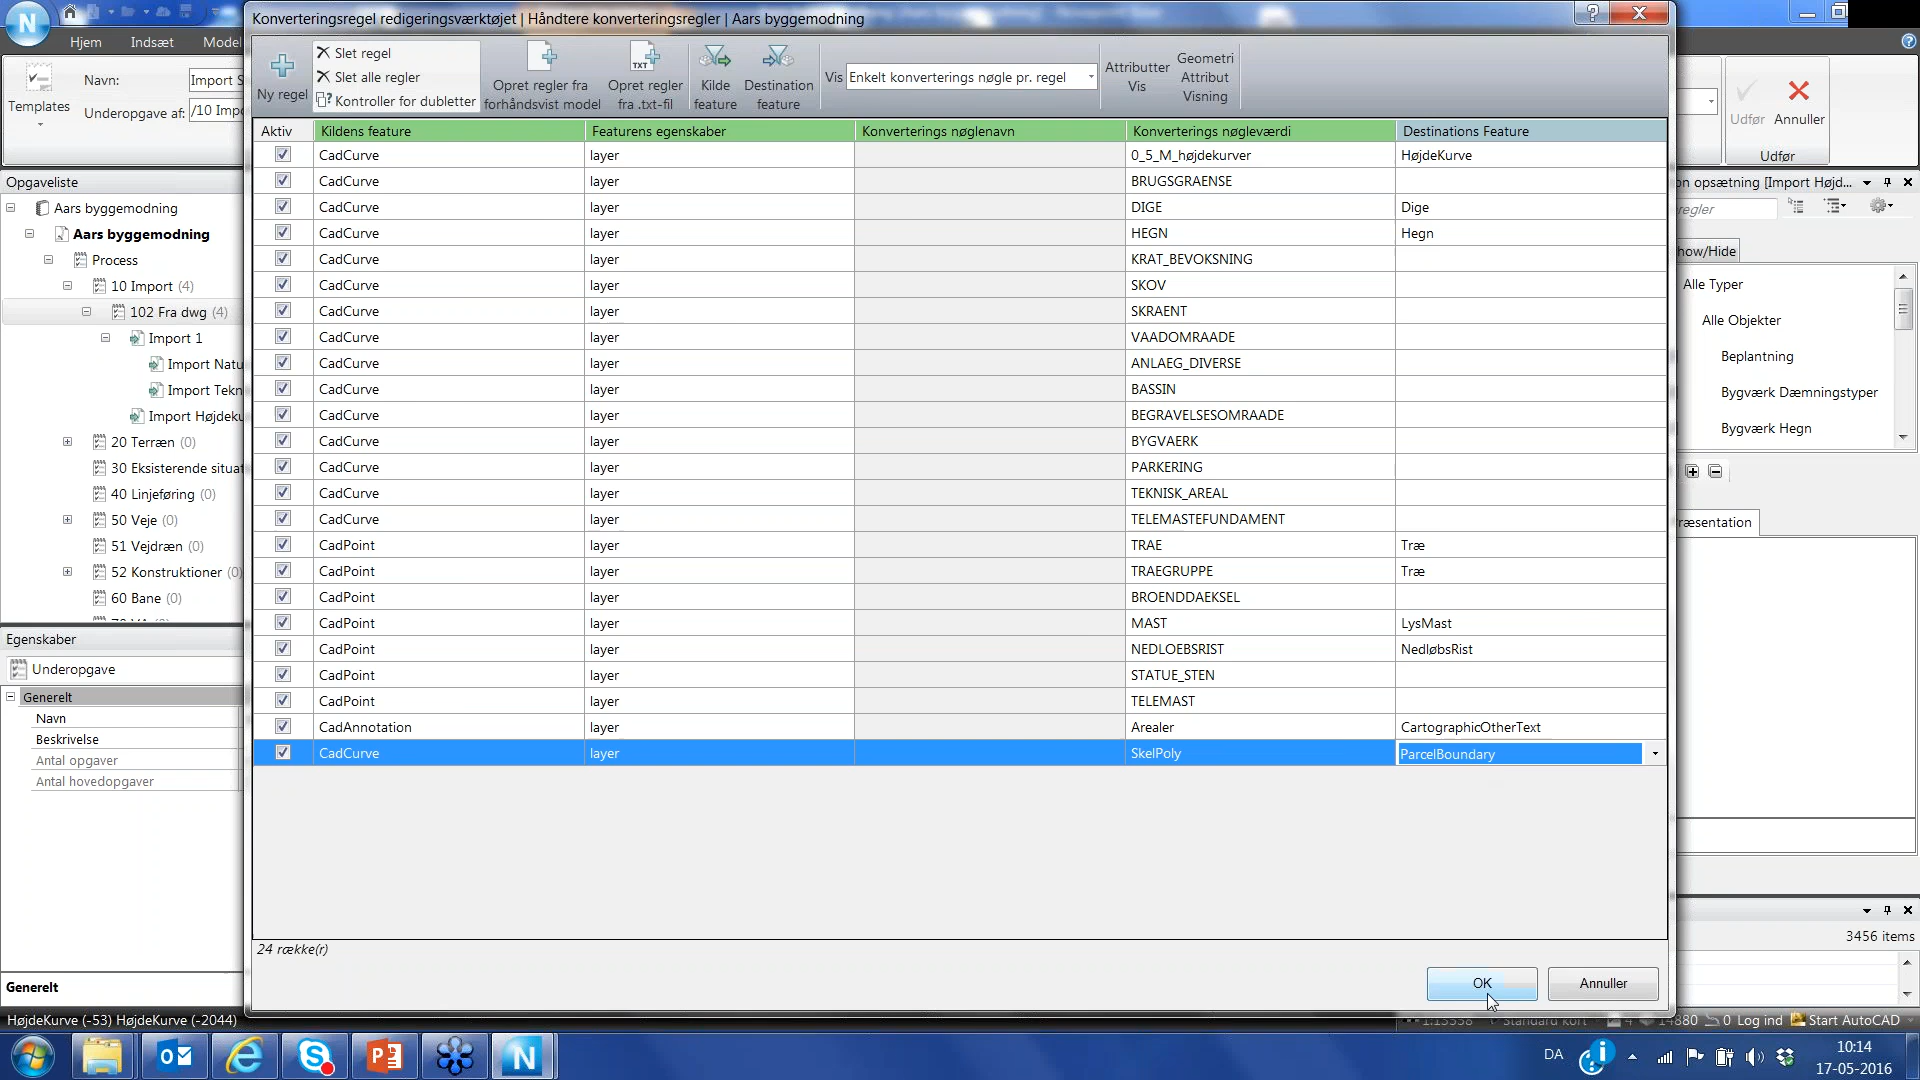 Konverteringsregel redigeringsværktøjet | Håndtere konverteringsregler | Aars byggemodning
N
Hjem Indsæt Model
Templates
Navn: Import S
Underopgave af: /10 Impo
Ny regel
Slet regel
Slet alle regler
Kontroller for dubletter
Opret regler fra
forhåndsvist model
TXT
Opret regler
fra .txt-fil
Kilde
feature
Destination
feature
Vis Enkelt konverterings nøgle pr. regel
Attributter
Vis
Geometri
Attribut
Visning
Udfør Annuller
Udfør
Aktiv Kildens feature Featurens egenskaber Konverterings nøglenavn Konverterings nøgleværdi Destinations Feature
CadCurve layer 0_5_M_højdekurver HøjdeKurve
CadCurve layer BRUGSGRAENSE
CadCurve layer DIGE Dige
CadCurve layer HEGN Hegn
CadCurve layer KRAT_BEVOKSNING
CadCurve layer SKOV
CadCurve layer SKRAENT
CadCurve layer VAADOMRAADE
CadCurve layer ANLAEG_DIVERSE
CadCurve layer BASSIN
CadCurve layer BEGRAVELSESOMRAADE
CadCurve layer BYGVAERK
CadCurve layer PARKERING
CadCurve layer TEKNISK_AREAL
CadCurve layer TELEMASTEFUNDAMENT
CadPoint layer TRAE Træ
CadPoint layer TRAEGRUPPE Træ
CadPoint layer BROENDDAEKSEL
CadPoint layer MAST LysMast
CadPoint layer NEDLOEBSRIST NedløbsRist
CadPoint layer STATUE_STEN
CadPoint layer TELEMAST
CadAnnotation layer Arealer CartographicOtherText
CadCurve layer SkelPoly ParcelBoundary
24 række(r)
OK Annuller
Opgaveliste
Aars byggemodning
Aars byggemodning
Process
10 Import (4)
102 Fra dwg (4)
Import 1
Import Natu
Import Tekn
Import Højdeku
20 Terræn (0)
30 Eksisterende situat
40 Linjeføring (0)
50 Veje (0)
51 Vejdræn (0)
52 Konstruktioner (0)
60 Bane (0)
Egenskaber
Underopgave
Generelt
Navn
Beskrivelse
Antal opgaver
Antal hovedopgaver
Generelt
on opsætning [Import Højd...
regler
how/Hide
Alle Typer
Alle Objekter
Beplantning
Bygværk Dæmningstyper
Bygværk Hegn
ræsentation
3456 items
HøjdeKurve (-53) HøjdeKurve (-2044)
1:13558 Standard kort 4 14880 0 Log ind Start AutoCAD
DA
10:14
17-05-2016